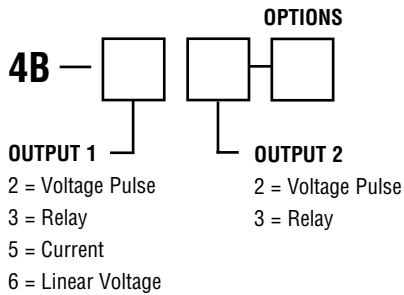 OPTIONS
4B —
OUTPUT 1
2 = Voltage Pulse
3 = Relay
5 = Current
6 = Linear Voltage
OUTPUT 2
2 = Voltage Pulse
3 = Relay